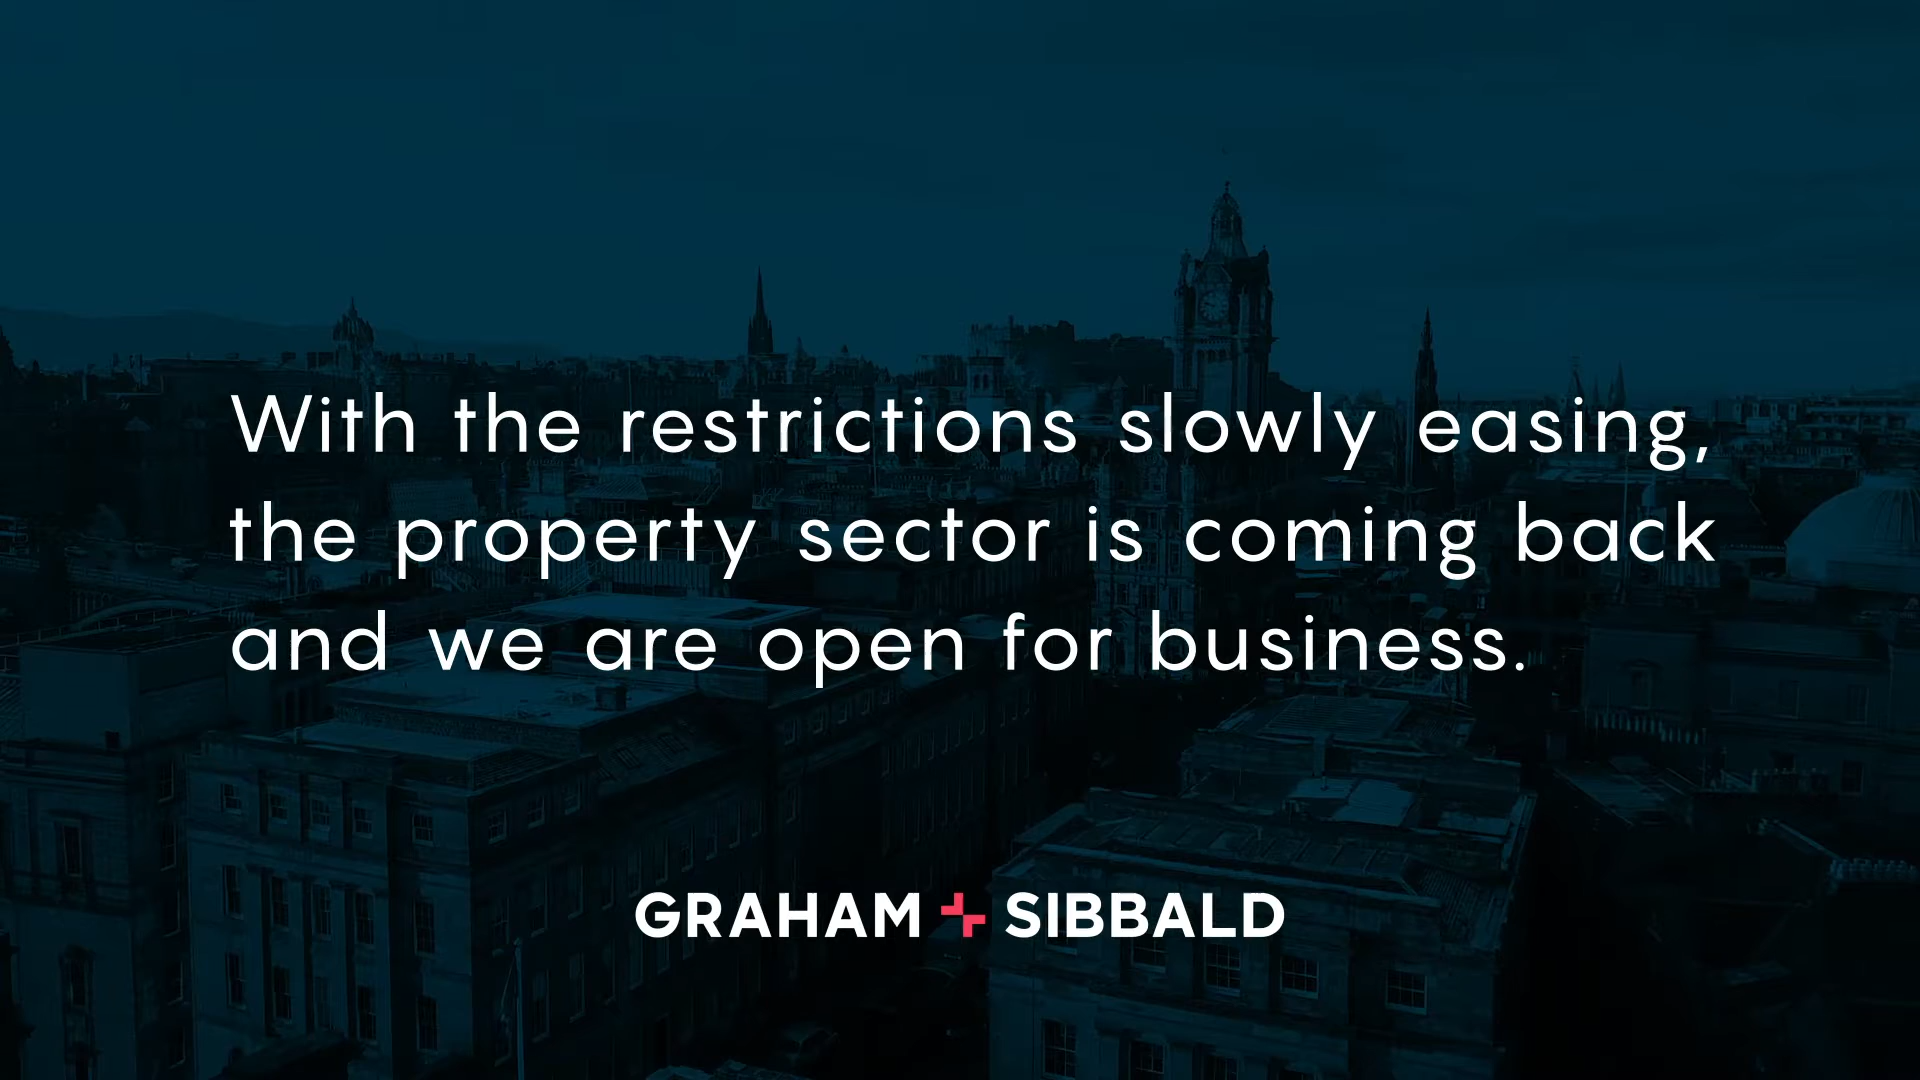 With the restrictions slowly easing,
the property sector is coming back
and we are open for business.
GRAHAM + SIBBALD